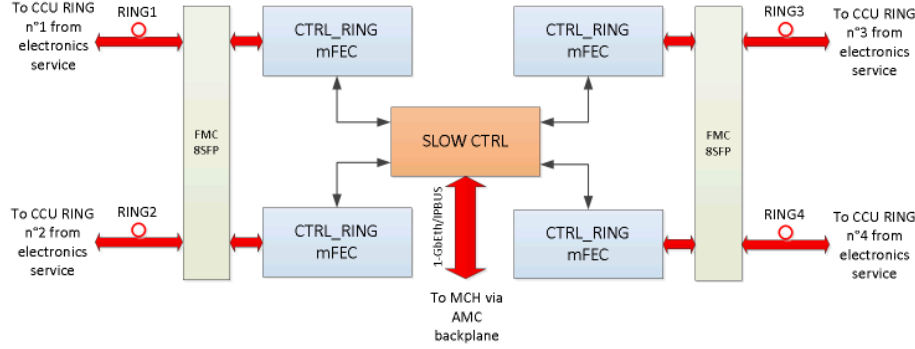 To CCU RING
n°1 from
electronics
service
RING1
FMC
8SFP
CTRL_RING
mFEC
CTRL_RING
mFEC
RING3
To CCU RING
n°3 from
electronics
service
SLOW CTRL
FMC
8SFP
To CCU RING
n°2 from
electronics
service
RING2
CTRL_RING
mFEC
1-GbEth/IPBUS
CTRL_RING
mFEC
RING4
To CCU RING
n°4 from
electronics
service
To MCH via
AMC
backplane